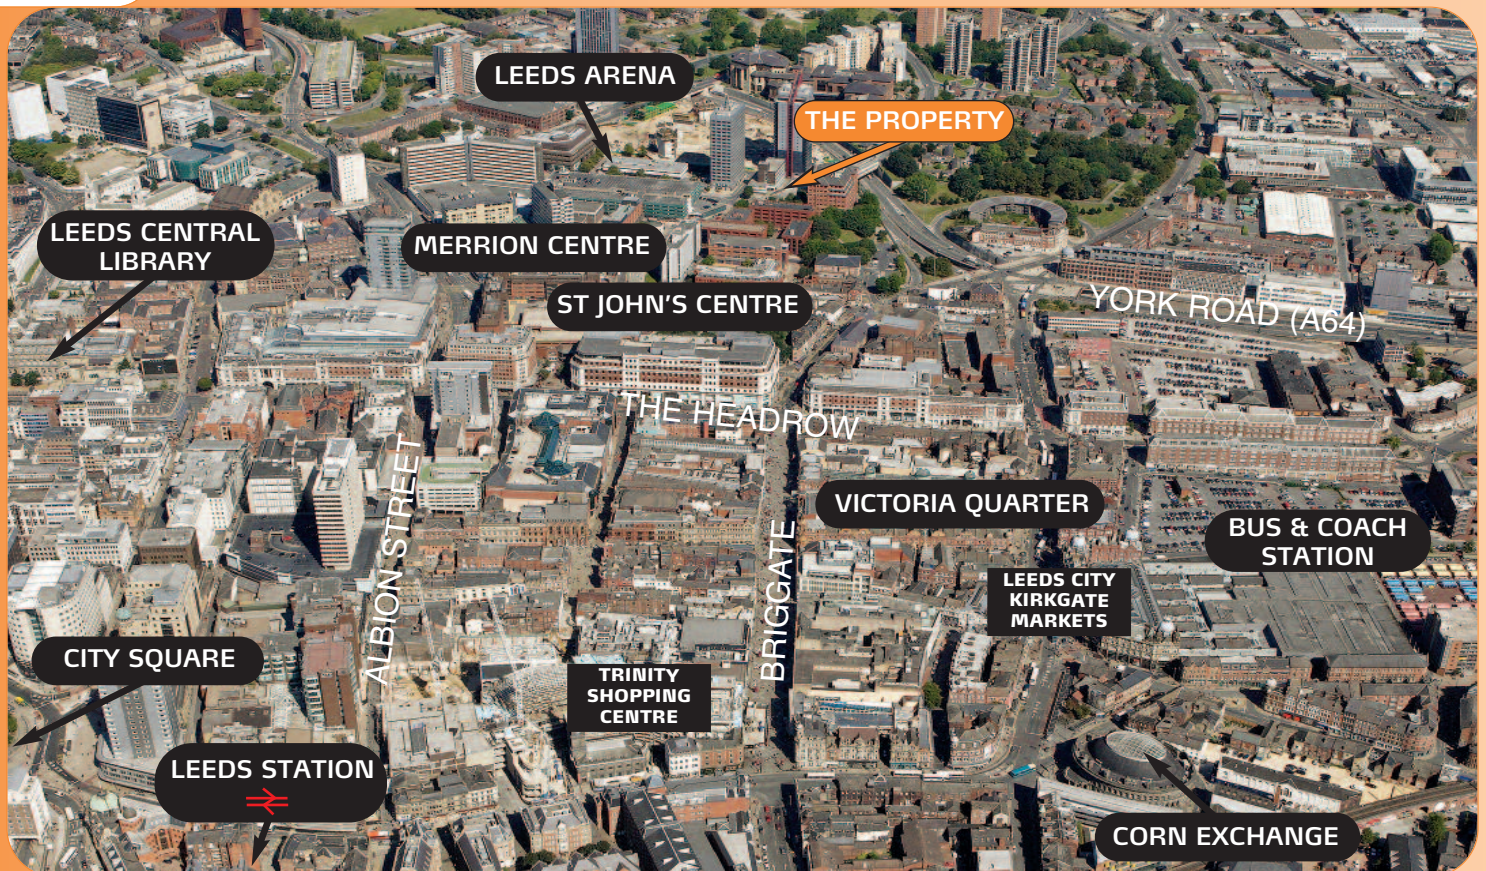 LEEDS ARENA
THE PROPERTY
LEEDS CENTRAL
LIBRARY
MERRION CENTRE
ST JOHN'S CENTRE
YORK ROAD (A64)
THE HEADROW
ALBION STREET
VICTORIA QUARTER
BRIGGATE
BUS & COACH
STATION
LEEDS CITY
KIRKGATE
MARKETS
CITY SQUARE
TRINITY
SHOPPING
CENTRE
LEEDS STATION
CORN EXCHANGE